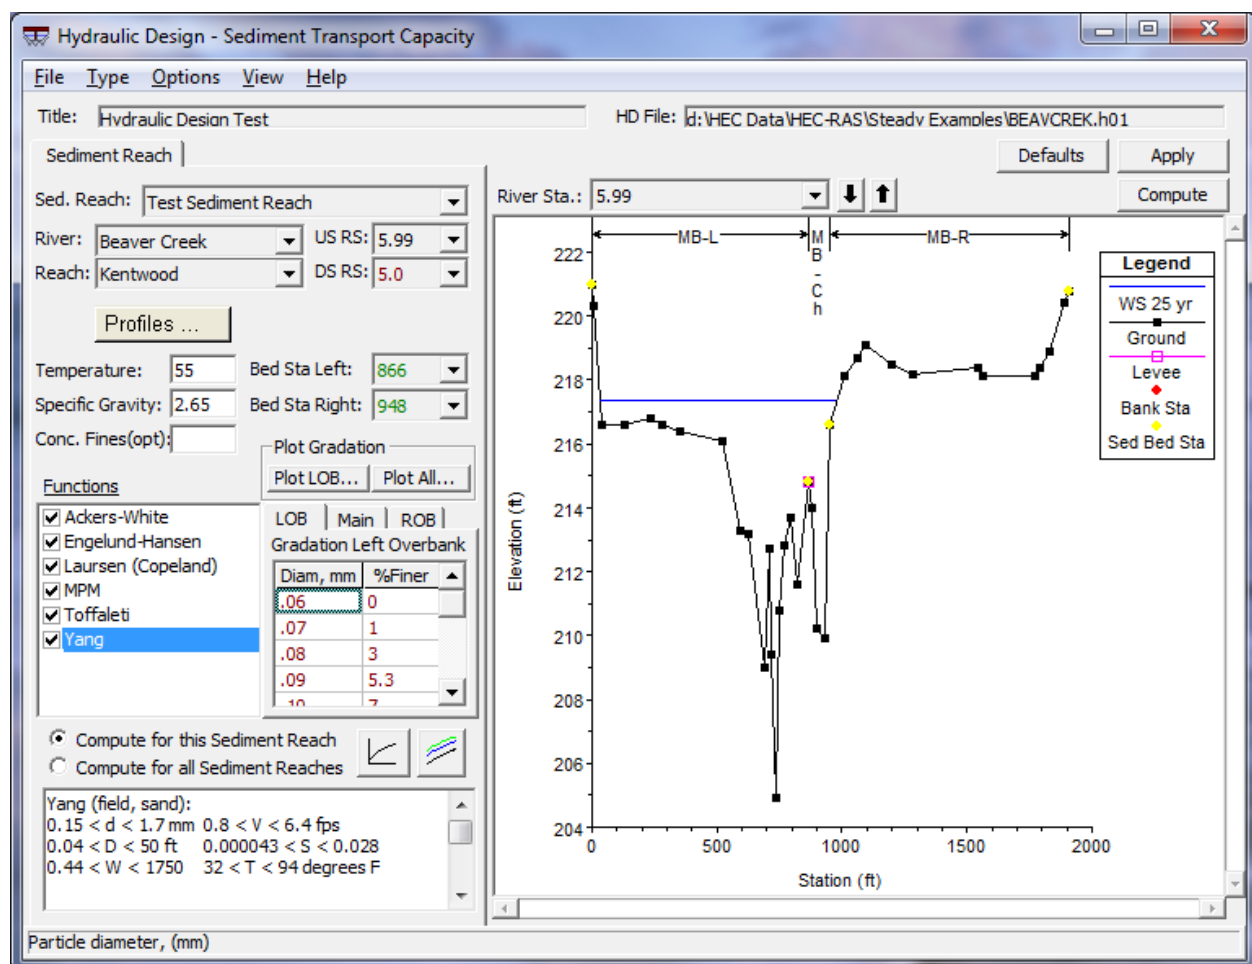 Hydraulic Design - Sediment Transport Capacity
File Type Options View Help
Title: Hydraulic Design Test HD File: d:\HEC Data\HEC-RAS\Steady Examples\BEAVCREK.h01
Sediment Reach
Defaults Apply
Sed. Reach: Test Sediment Reach
River Sta.: 5.99
Compute
River: Beaver Creek US RS: 5.99
Reach: Kentwood DS RS: 5.0
Profiles ...
Temperature: 55 Bed Sta Left: 866
Specific Gravity: 2.65 Bed Sta Right: 948
Conc. Fines(opt):
Plot Gradation
Plot LOB... Plot All...
Functions
Ackers-White
Engelund-Hansen
Laursen (Copeland)
MPM
Toffaleti
Yang
LOB Main ROB
Gradation Left Overbank
Diam, mm %Finer
.06 0
.07 1
.08 3
.09 5.3
.10 7
Compute for this Sediment Reach
Compute for all Sediment Reaches
Yang (field, sand):
0.15 < d < 1.7 mm 0.8 < V < 6.4 fps
0.04 < D < 50 ft 0.000043 < S < 0.028
0.44 < W < 1750 32 < T < 94 degrees F
MB-L
MB-Ch
MB-R
222
220
218
216
214
212
210
208
206
204
Elevation (ft)
0 500 1000 1500 2000
Station (ft)
Legend
WS 25 yr
Ground
Levee
Bank Sta
Sed Bed Sta
Particle diameter, (mm)